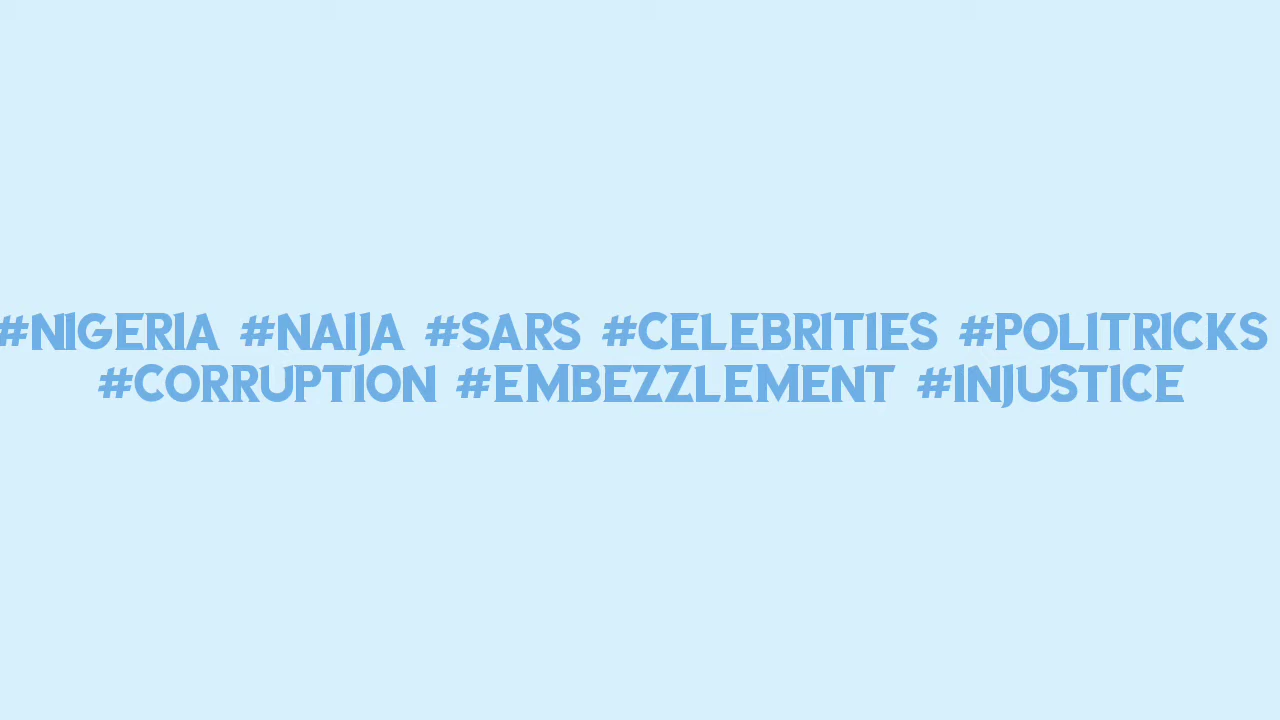 #NIGERIA #NAIJA #SARS #CELEBRITIES #POLITRICKS
#CORRUPTION #EMBEZZLEMENT #INJUSTICE